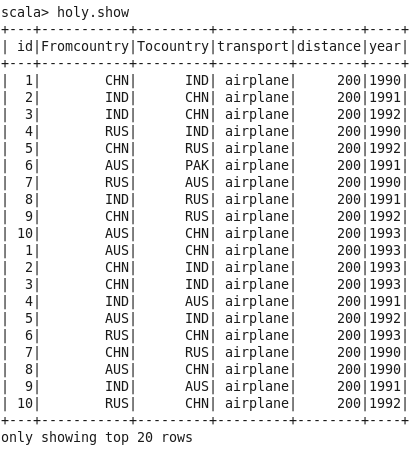 scala> holy.show
+---+-----------+---------+---------+--------+----+
| id|Fromcountry|Tocountry|transport|distance|year|
+---+-----------+---------+---------+--------+----+
|  1|        CHN|      IND| airplane|     200|1990|
|  2|        IND|      CHN| airplane|     200|1991|
|  3|        IND|      CHN| airplane|     200|1992|
|  4|        RUS|      IND| airplane|     200|1990|
|  5|        CHN|      RUS| airplane|     200|1992|
|  6|        AUS|      PAK| airplane|     200|1991|
|  7|        RUS|      AUS| airplane|     200|1990|
|  8|        IND|      RUS| airplane|     200|1991|
|  9|        CHN|      RUS| airplane|     200|1992|
| 10|        AUS|      CHN| airplane|     200|1993|
|  1|        AUS|      CHN| airplane|     200|1993|
|  2|        CHN|      IND| airplane|     200|1993|
|  3|        CHN|      IND| airplane|     200|1993|
|  4|        IND|      AUS| airplane|     200|1991|
|  5|        AUS|      IND| airplane|     200|1992|
|  6|        RUS|      CHN| airplane|     200|1993|
|  7|        CHN|      RUS| airplane|     200|1990|
|  8|        AUS|      CHN| airplane|     200|1990|
|  9|        IND|      AUS| airplane|     200|1991|
| 10|        RUS|      CHN| airplane|     200|1992|
+---+-----------+---------+---------+--------+----+
only showing top 20 rows